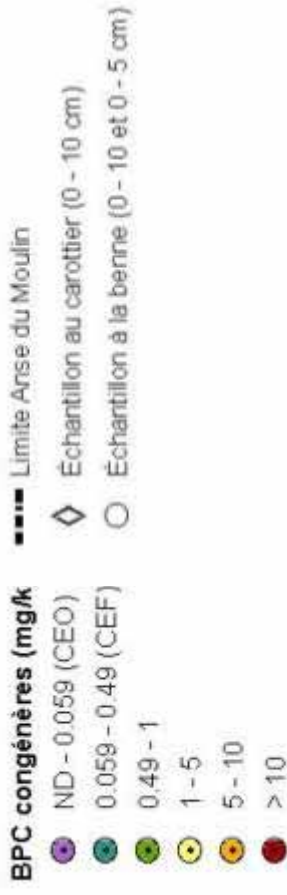 BPC congénères (mg/k
ND - 0.059 (CEO)
0.059 - 0.49 (CEF)
0.49 - 1
1 - 5
5 - 10
> 10
Limite Anse du Moulin
Échantillon au carottier (0 - 10 cm)
Échantillon à la benne (0 - 10 et 0 - 5 cm)